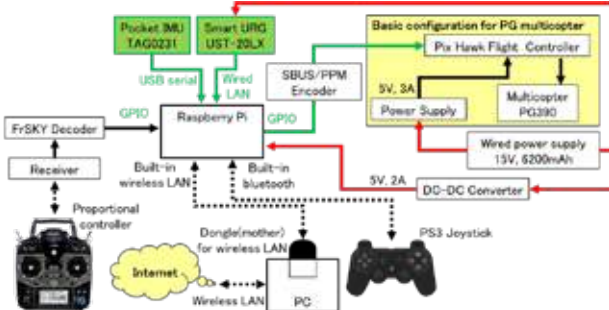 Pocket IMU
TAG0231
Smart URG
UST-20LX
Basic configuration for PG multicopter
Pix Hawk Flight Controller
USB serial
Wired
LAN
SBUS/PPM
Encoder
5V, 3A
GPIO
Raspberry Pi
GPIO
Power Supply
Multicopter
PG390
FrSKY Decoder
Receiver
Built-in
wireless LAN
Built-in
bluetooth
Wired power supply
15V, 6200mAh
5V, 2A
DC-DC Converter
Proportional
controller
Dongle(mother)
for wireless LAN
PS3 Joystick
Internet
Wireless LAN
PC